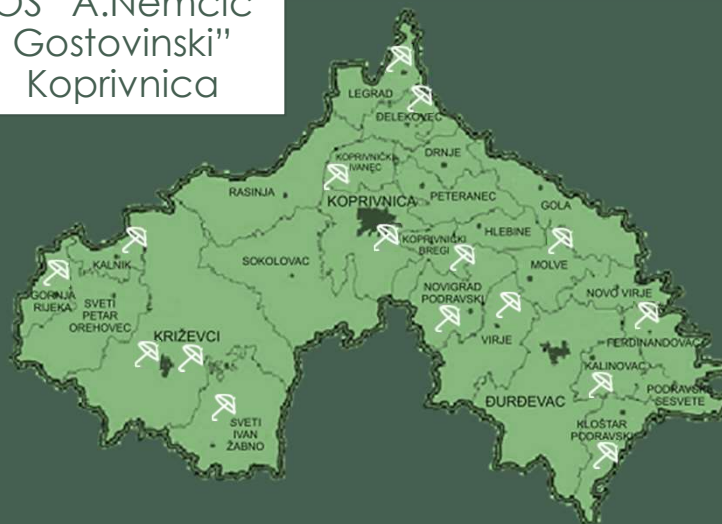 OŠ "A.Nemčić
Gostovinski”
Koprivnica
LEGRAD
ĐELEKOVEC
KOPRIVNIČKI
IVANEC
DRNJE
RASINJA
KOPRIVNICA
PETERANEC
GOLA
HLEBINE
KOPRIVNIČKI
BREGI
SOKOLOVAC
KALNIK
MOLVE
GORNJA
RIJEKA
SVETI
PETAR
OREHOVEC
NOVIGRAD
PODRAVSKI
NOVO VIRJE
KRIŽEVCI
VIRJE
FERDINANDOVAC
KALINOVAC
PODRAVSKE
SESVETE
ĐURĐEVAC
KLOŠTAR
PODRAVSKI
SVETI
IVAN
ŽABNO